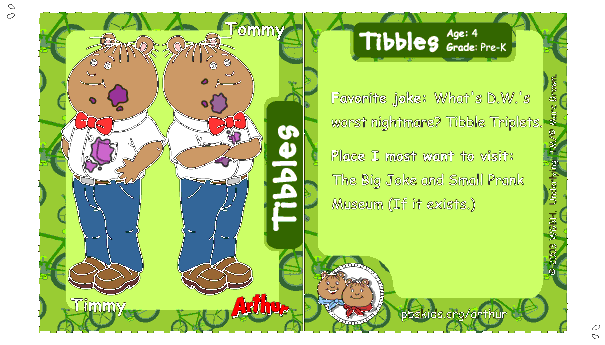 Tommy
Timmy
Arthur
Tibbles
Tibbles
Age: 4
Grade: Pre-K
Favorite joke: What's D.W.'s
worst nightmare? Tibble Triplets.
Place I most want to visit:
The Big Joke and Small Prank
Museum (If it exists.)
pbskids.org/arthur